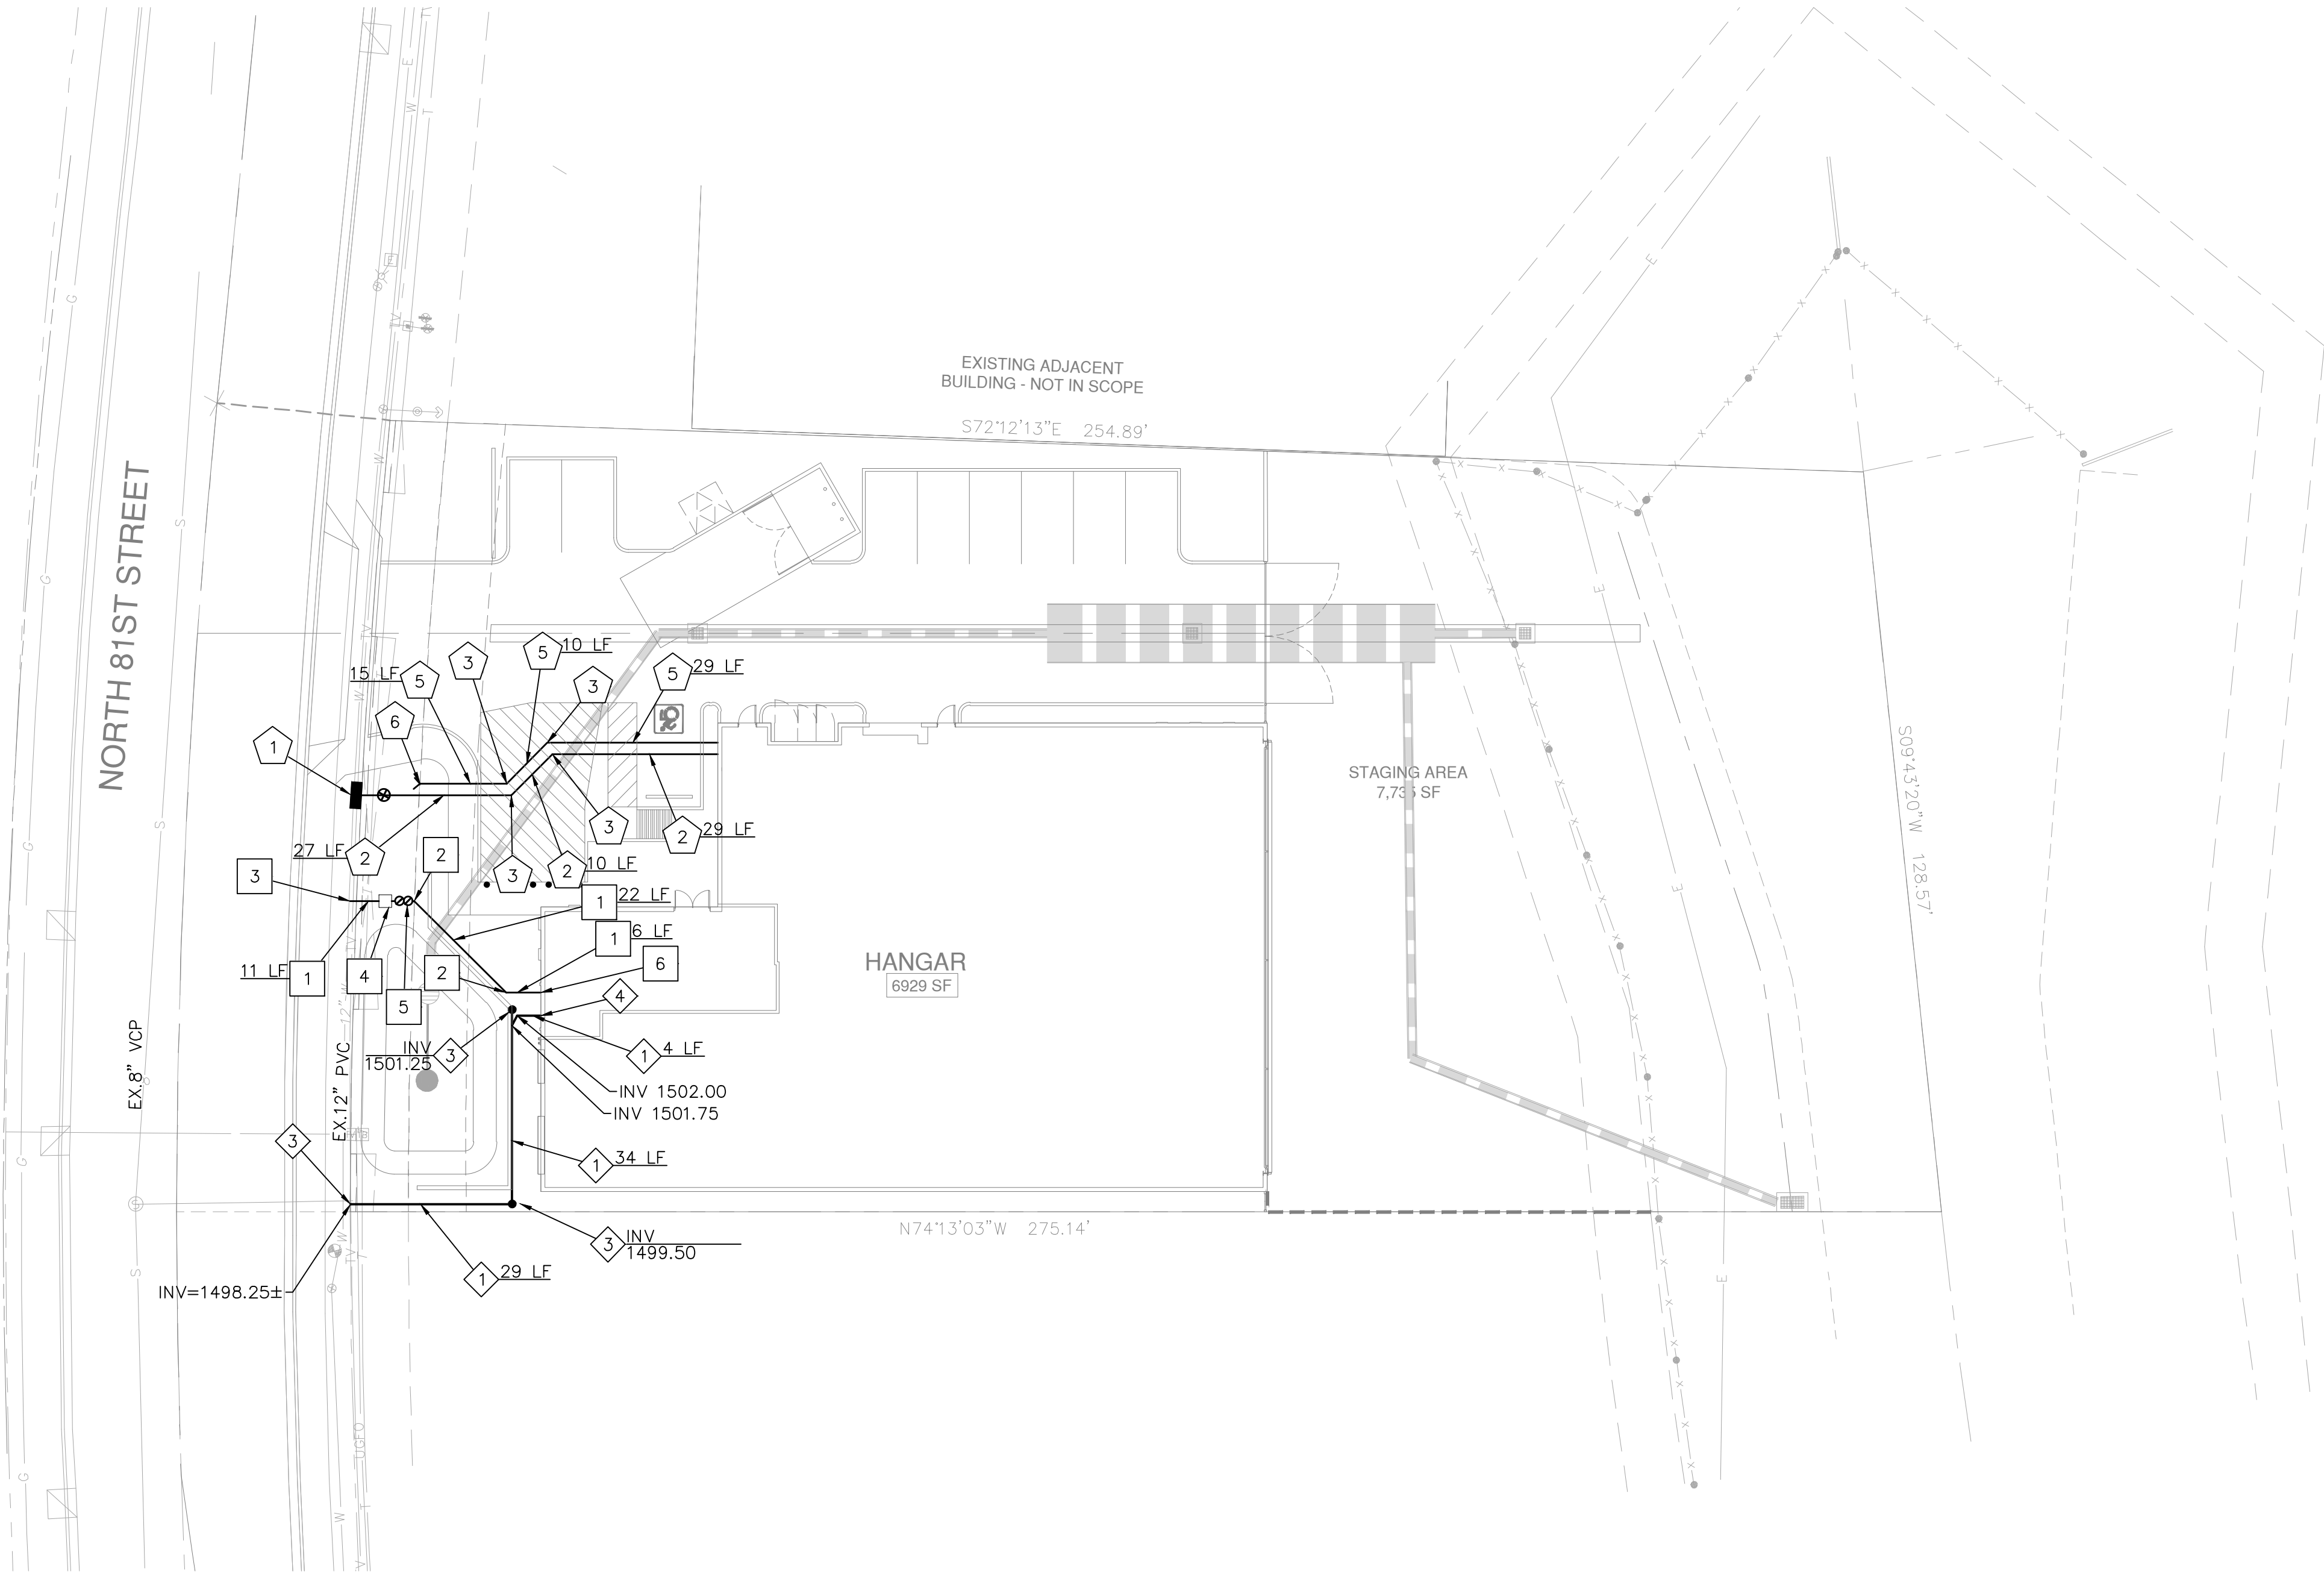 EXISTING ADJACENT
BUILDING - NOT IN SCOPE
S72°12'13"E 254.89'
NORTH 81ST STREET
10 LF
5
3
15 LF
5
3
29 LF
5
6
1
STAGING AREA
7,735 SF
S09°43'20"W 128.57'
27 LF
2
3
2
29 LF
3
2
10 LF
2
3
1
22 LF
1
6 LF
6
HANGAR
6929 SF
11 LF
1
4
2
5
4
EX.8" VCP
EX.12" PVC
12" W
INV
1501.25
3
1
4 LF
INV 1502.00
INV 1501.75
3
1
34 LF
N74°13'03"W 275.14'
3
INV
1499.50
1
29 LF
INV=1498.25±
UGFO
G
G
G
G
G
G
S
S
S
S
W
W
W
W
W
E
E
E
E
E
T
T
T
TV
TV